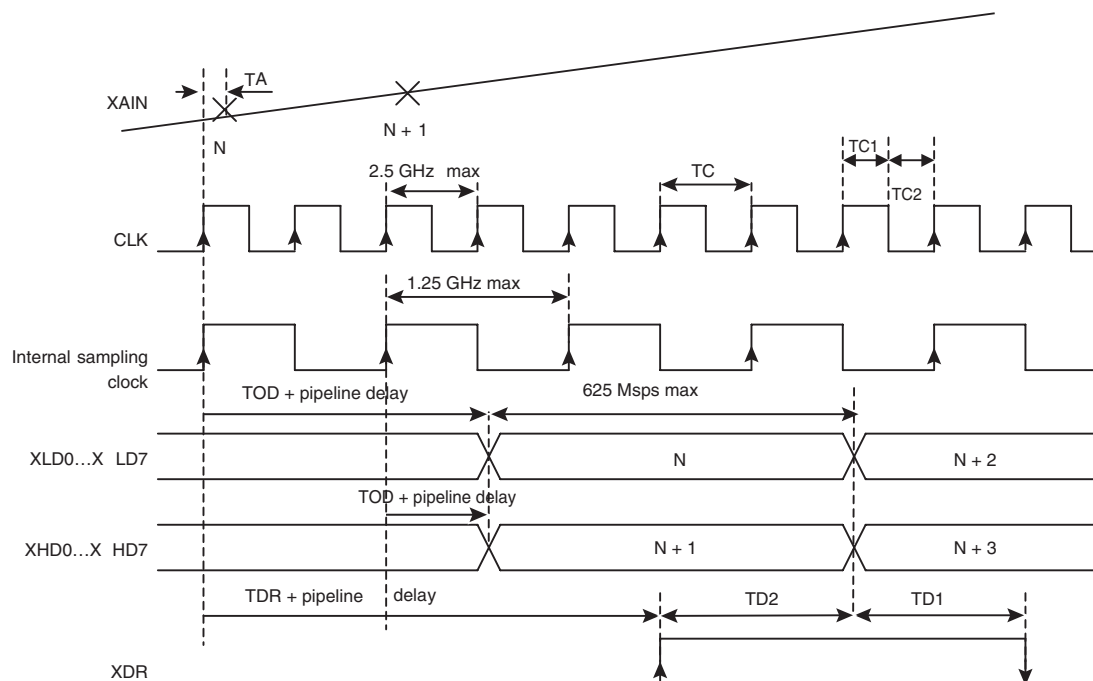 TA
XAIN
N
N + 1
2.5 GHz max
TC
TC1
TC2
CLK
1.25 GHz max
Internal sampling
clock
TOD + pipeline delay
625 Msps max
XLD0...X LD7
N
N + 2
TOD + pipeline delay
XHD0...X HD7
N + 1
N + 3
TDR + pipeline delay
TD2
TD1
XDR